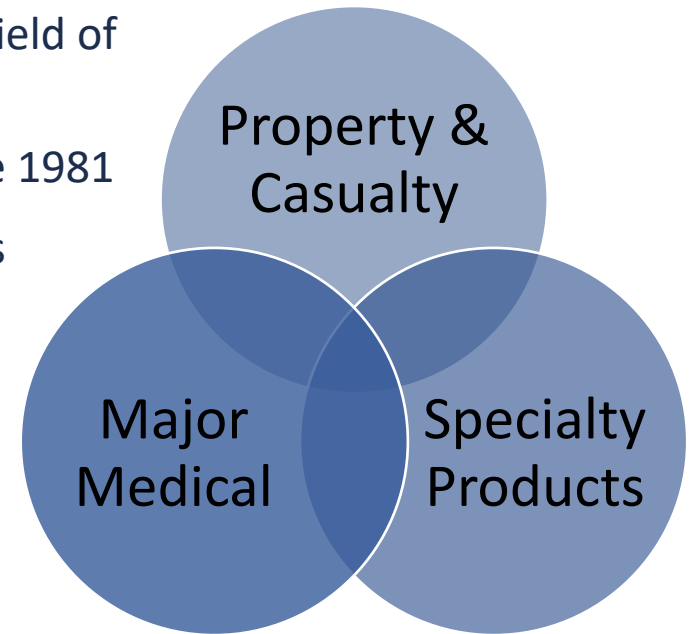 ield of
Property &
Casualty
1981
s
Major
Medical
Specialty
Products